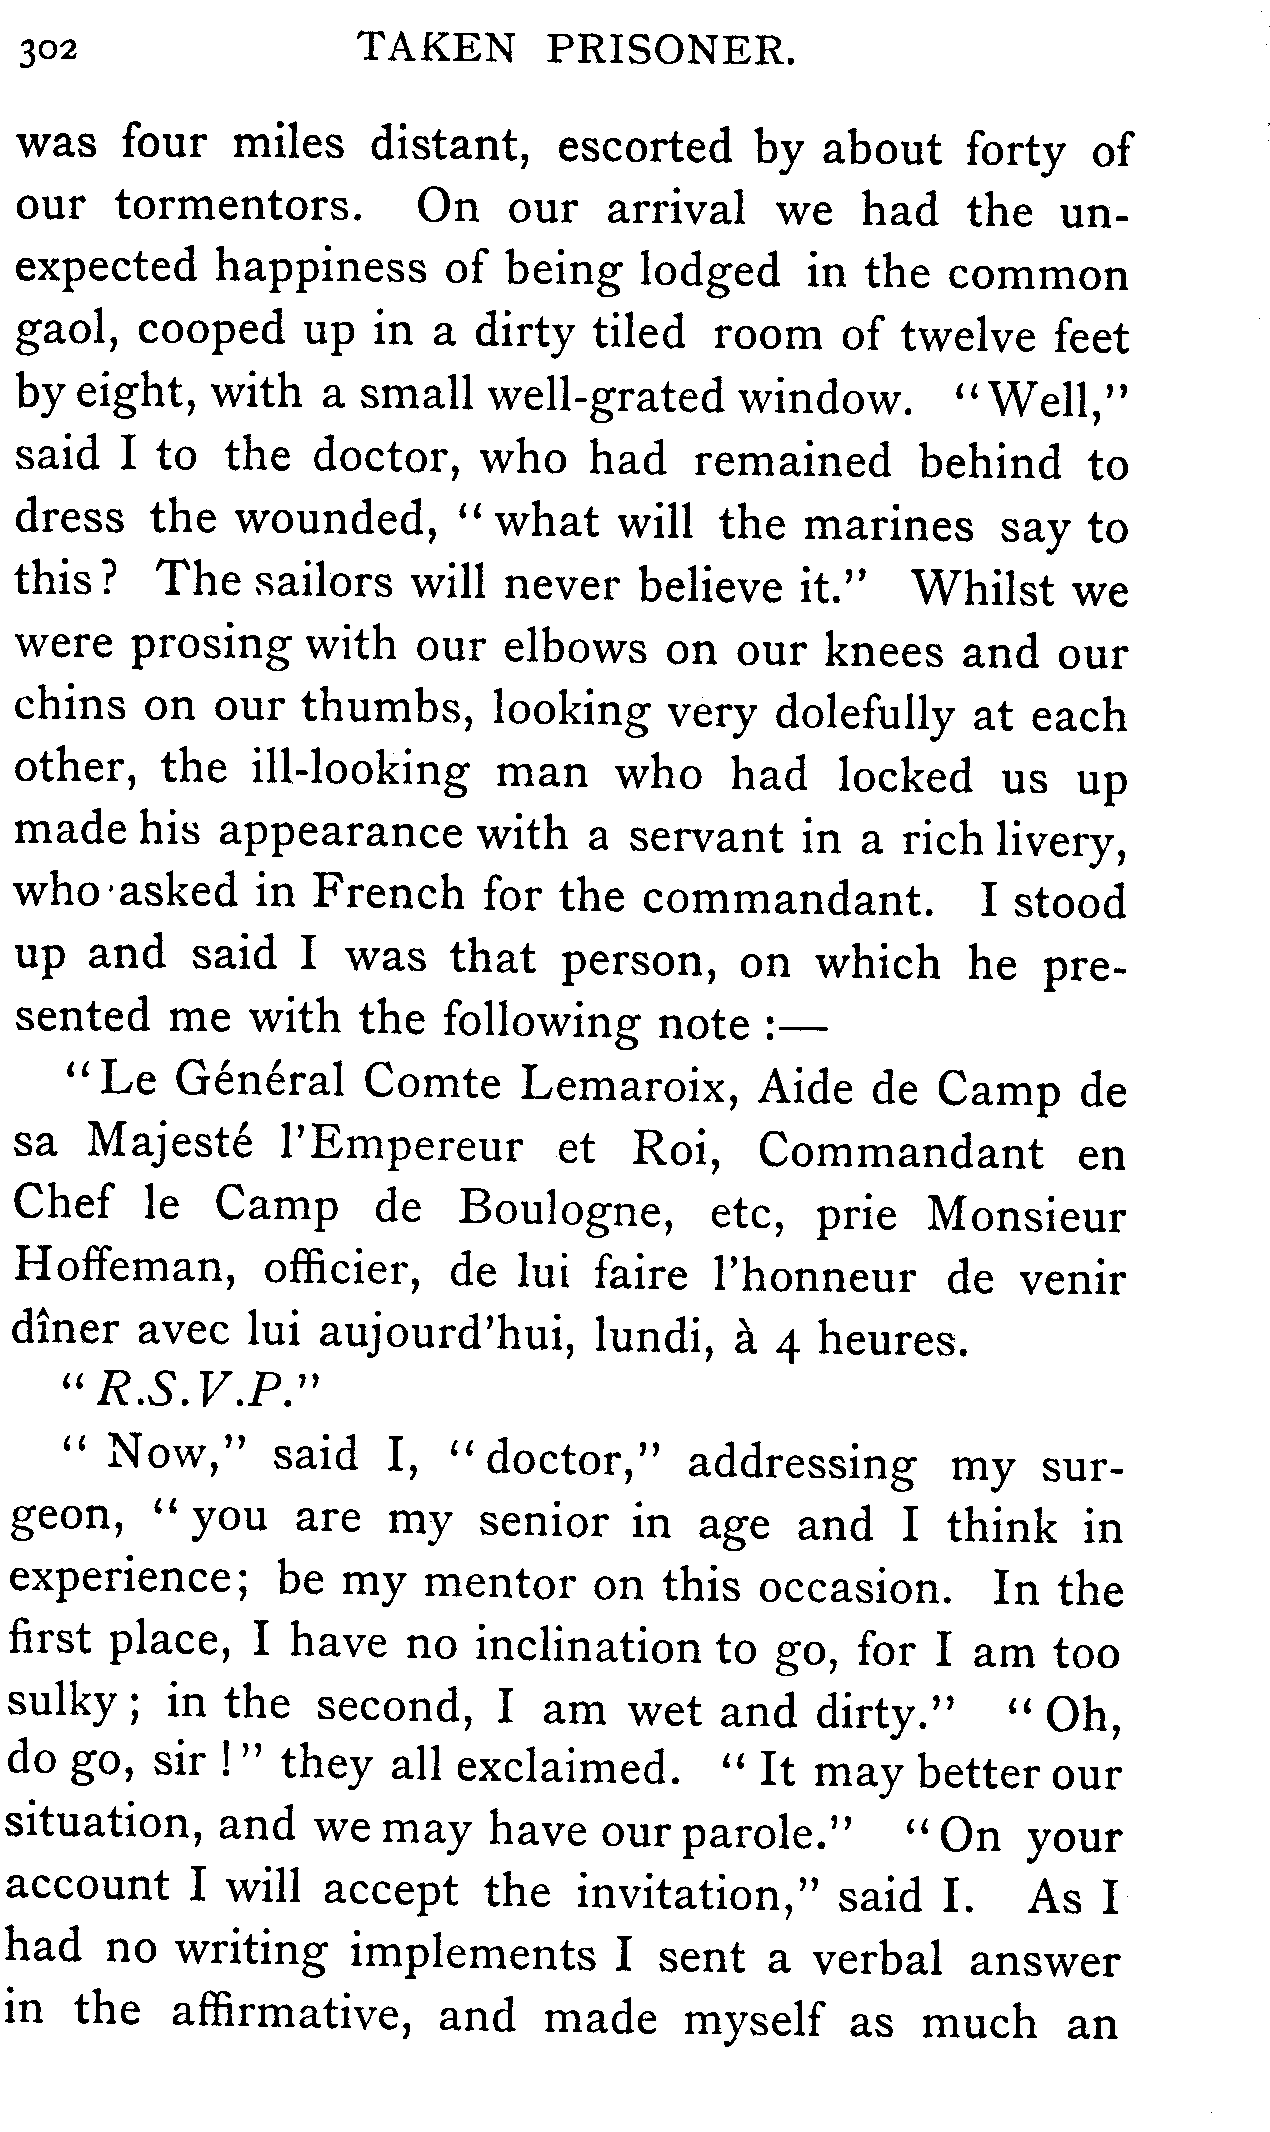 302 TAKEN PRISONER.
was four miles distant, escorted by about forty of
our tormentors. On our arrival we had the un-
expected happiness of being lodged in the common
gaol, cooped up in a dirty tiled room of twelve feet
by eight, with a small well-grated window. "Well,"
said I to the doctor, who had remained behind to
dress the wounded, "what will the marines say to
this? The sailors will never believe it." Whilst we
were prosing with our elbows on our knees and our
chins on our thumbs, looking very dolefully at each
other, the ill-looking man who had locked us up
made his appearance with a servant in a rich livery,
who asked in French for the commandant. I stood
up and said I was that person, on which he pre-
sented me with the following note :—
"Le Général Comte Lemaroix, Aide de Camp de
sa Majesté l'Empereur et Roi, Commandant en
Chef le Camp de Boulogne, etc, prie Monsieur
Hoffeman, officier, de lui faire l'honneur de venir
dîner avec lui aujourd'hui, lundi, à 4 heures.
"R.S.V.P."
"Now," said I, "doctor," addressing my sur-
geon, "you are my senior in age and I think in
experience; be my mentor on this occasion. In the
first place, I have no inclination to go, for I am too
sulky; in the second, I am wet and dirty." "Oh,
do go, sir!" they all exclaimed. "It may better our
situation, and we may have our parole." "On your
account I will accept the invitation," said I. As I
had no writing implements I sent a verbal answer
in the affirmative, and made myself as much an